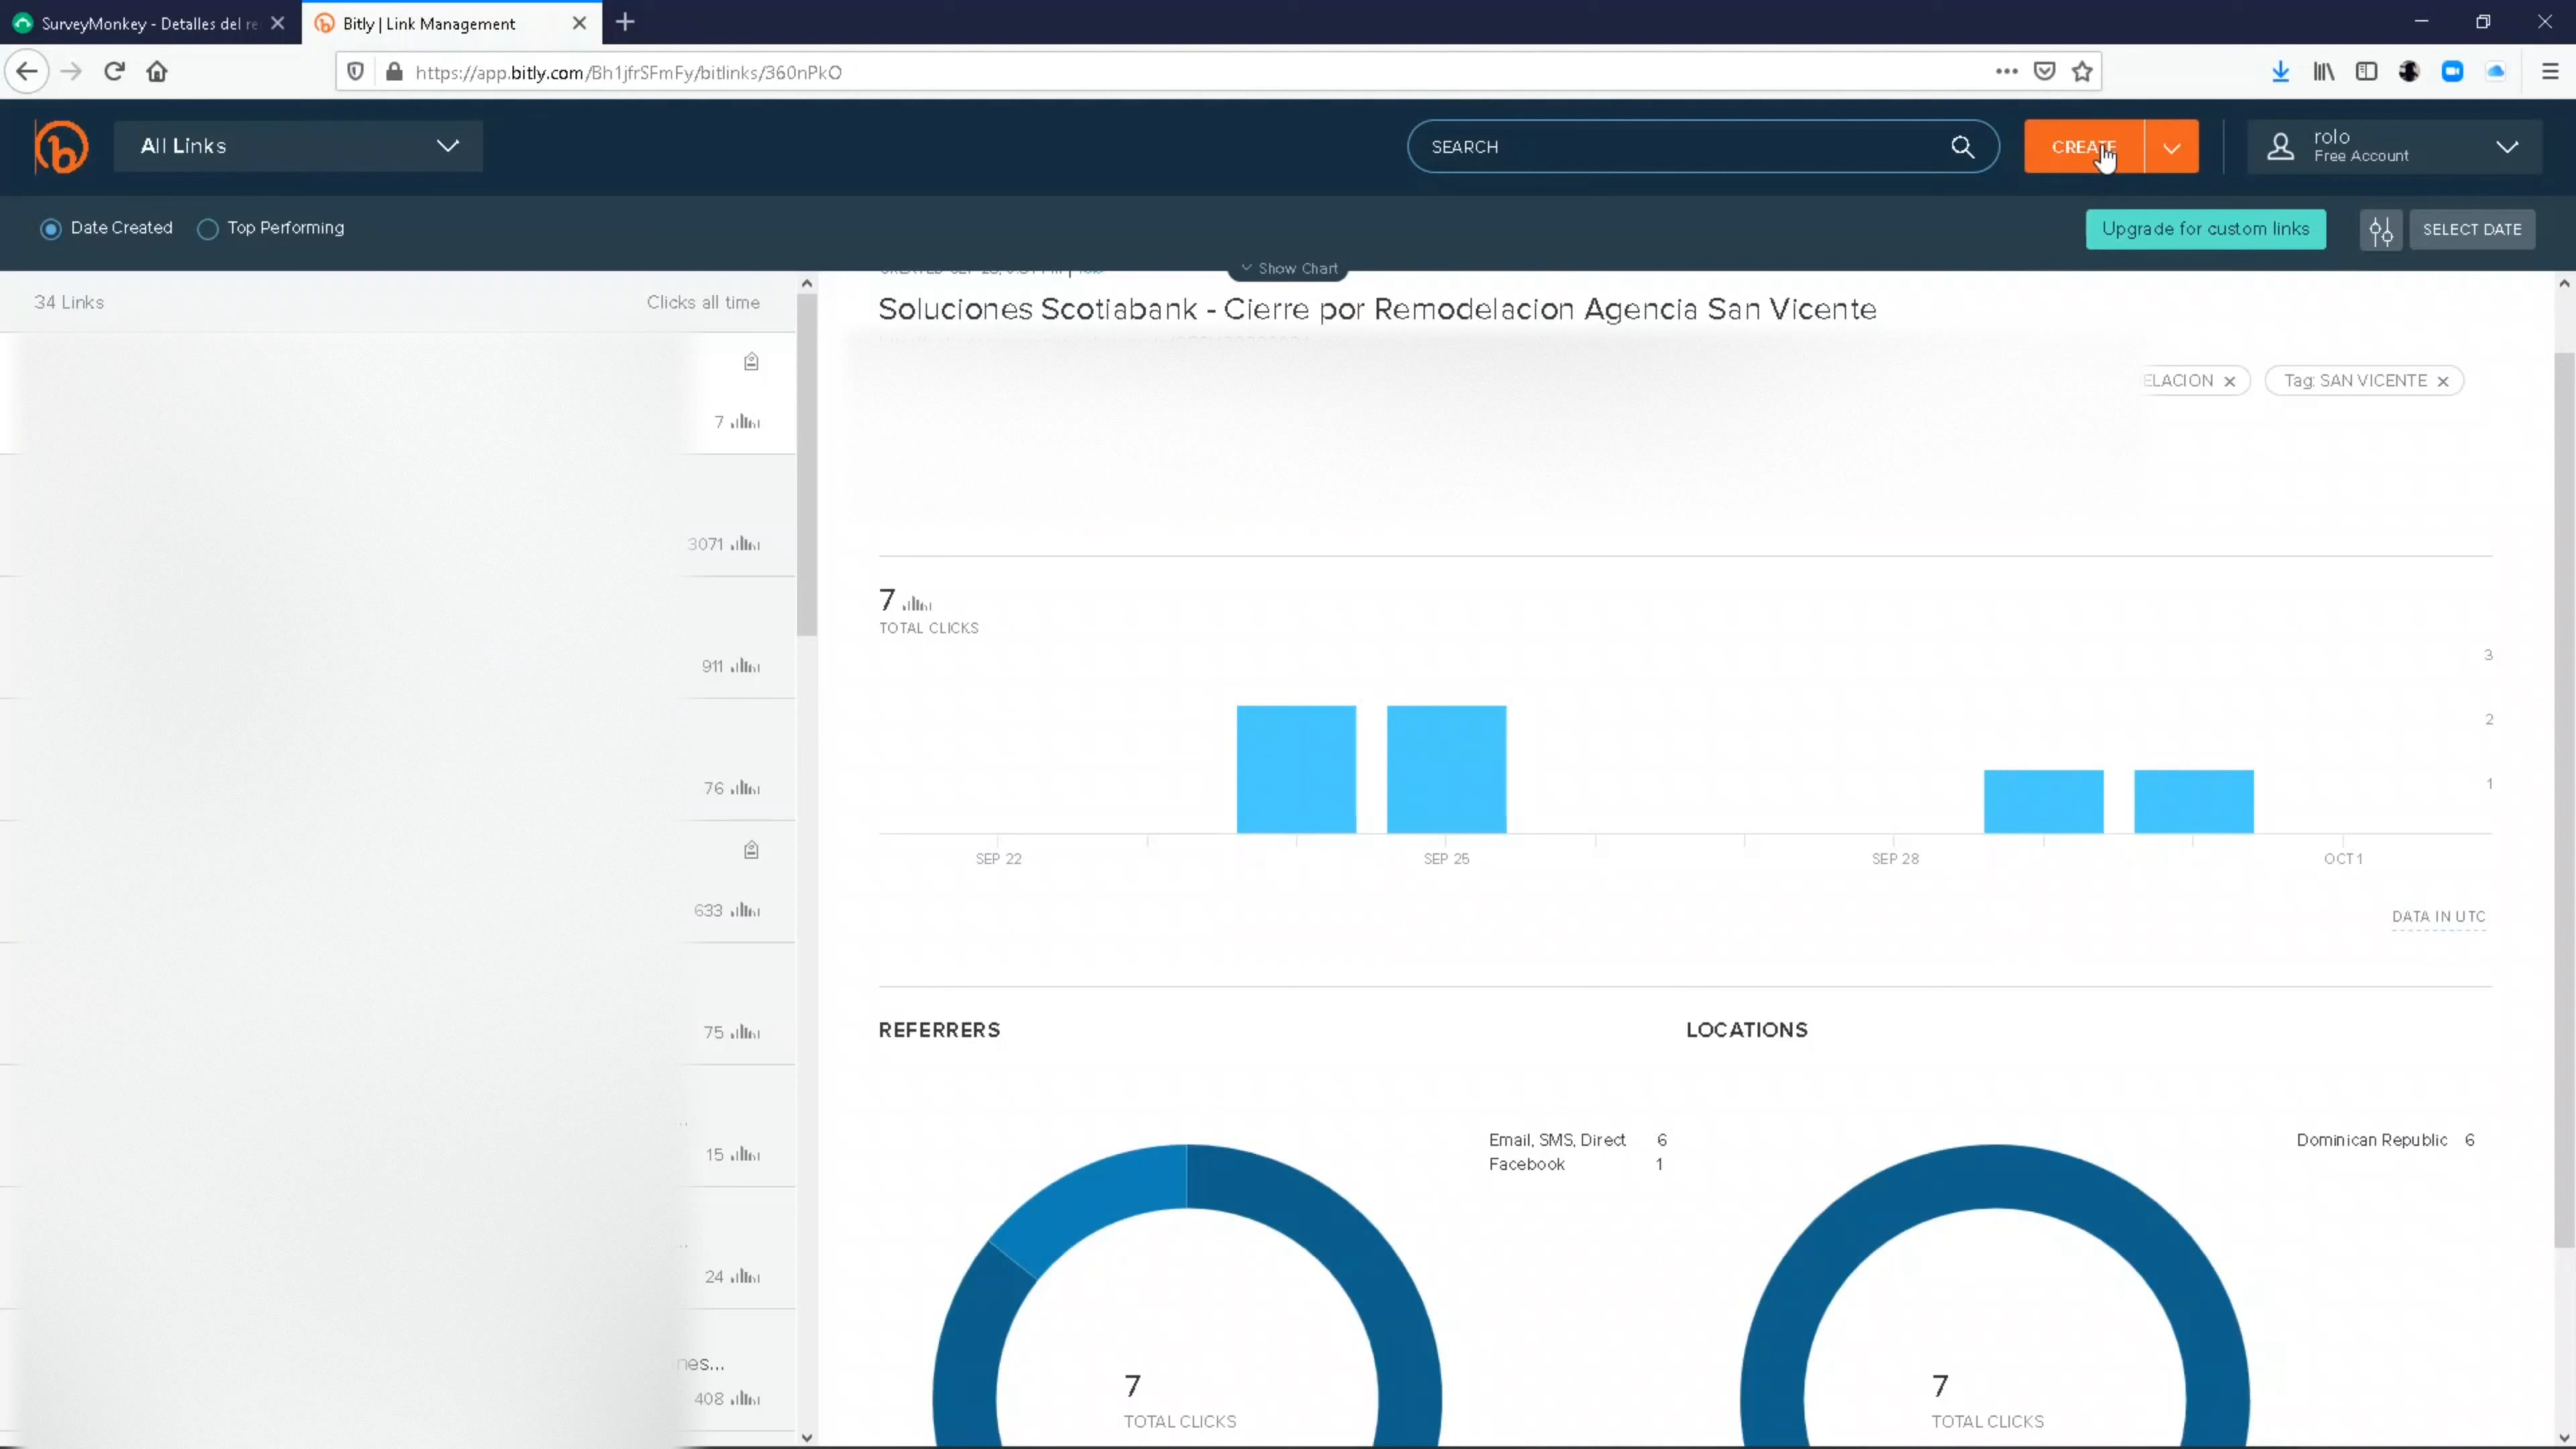 SurveyMonkey - Detalles del re
Bitly | Link Management
https://app.bitly.com/Bh1jfrSFmFy/bitlinks/360nPkO
All Links
SEARCH
CREATE
rolo
Free Account
Date Created
Top Performing
Upgrade for custom links
SELECT DATE
34 Links
Clicks all time
Show Chart
Soluciones Scotiabank - Cierre por Remodelacion Agencia San Vicente
ELACION
Tag: SAN VICENTE
7
3071
911
76
633
75
15
24
nes...
408
7
TOTAL CLICKS
3
2
1
SEP 22
SEP 25
SEP 28
OCT 1
DATA IN UTC
REFERRERS
Email, SMS, Direct 6
Facebook 1
7
TOTAL CLICKS
LOCATIONS
Dominican Republic 6
7
TOTAL CLICKS